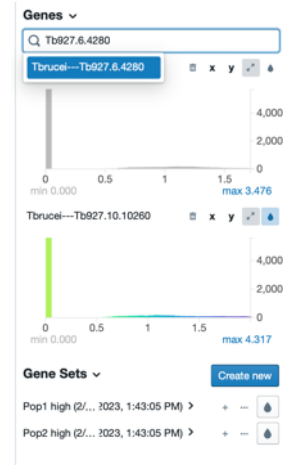 Genes
Tb927.6.4280
Tbrucei---Tb927.6.4280
x y
4,000
2,000
0
0 0.5 1 1.5
min 0.000 max 3.476
Tbrucei---Tb927.10.10260 x y
4,000
2,000
0
0 0.5 1 1.5
min 0.000 max 4.317
Gene Sets Create new
Pop1 high (2/... 2023, 1:43:05 PM) > + ...
Pop2 high (2/... 2023, 1:43:05 PM) > + ...